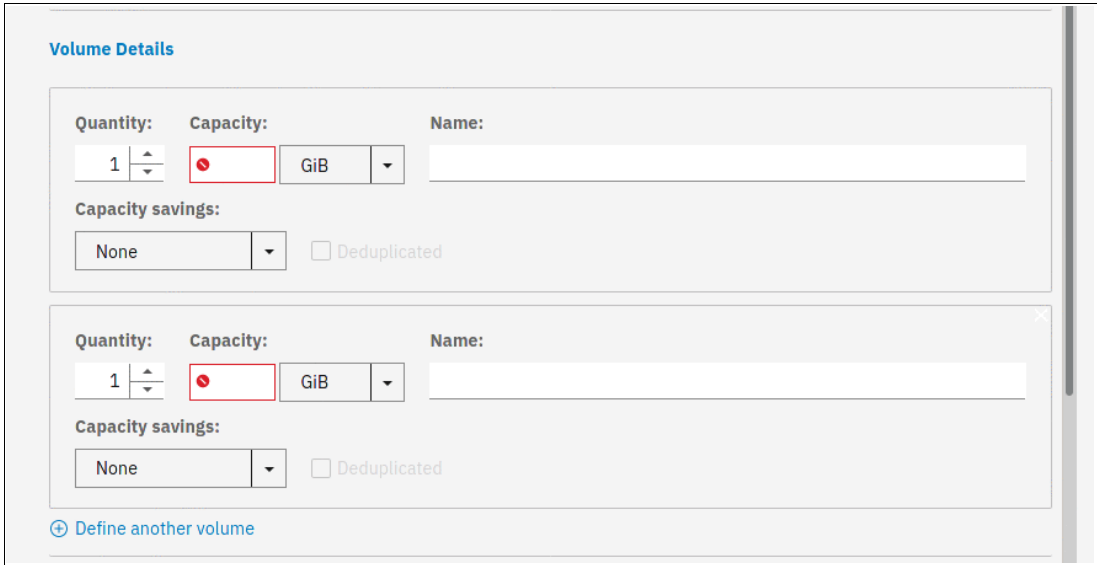 Volume Details
Quantity: Capacity: Name:
1 GiB
Capacity savings:
None Deduplicated
Quantity: Capacity: Name:
1 GiB
Capacity savings:
None Deduplicated
Define another volume